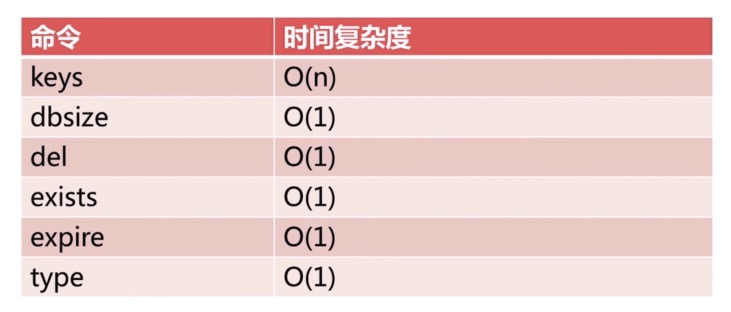 命令 时间复杂度
keys O(n)
dbsize O(1)
del O(1)
exists O(1)
expire O(1)
type O(1)